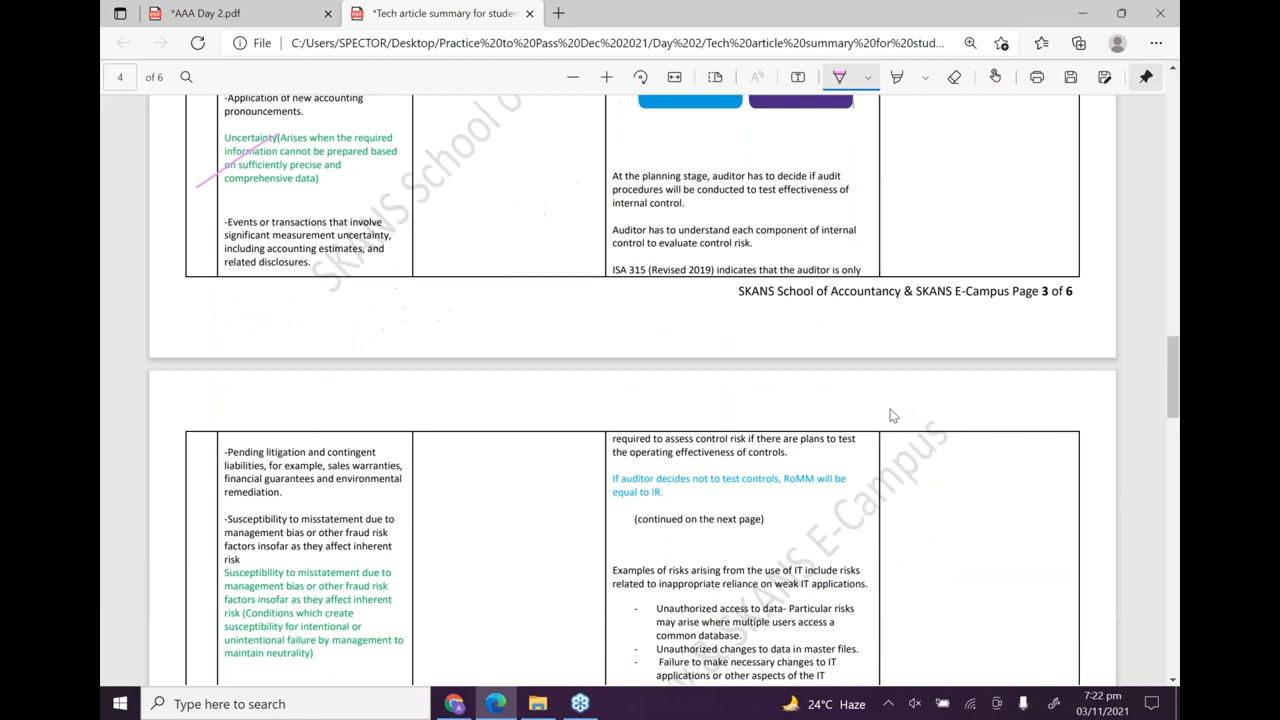 *AAA Day 2.pdf
*Tech article summary for studen
File
C:/Users/SPECTOR/Desktop/Practice%20to%20Pass%20Dec%202021/Day%202/Tech%20article%20summary%20for%20stud...
4 of 6
-Application of new accounting
pronouncements.
Uncertainty(Arises when the required
information cannot be prepared based
on sufficiently precise and
comprehensive data)
-Events or transactions that involve
significant measurement uncertainty,
including accounting estimates, and
related disclosures.
At the planning stage, auditor has to decide if audit
procedures will be conducted to test effectiveness of
internal control.
Auditor has to understand each component of internal
control to evaluate control risk.
ISA 315 (Revised 2019) indicates that the auditor is only
SKANS School of
SKANS School of Accountancy & SKANS E-Campus Page 3 of 6
-Pending litigation and contingent
liabilities, for example, sales warranties,
financial guarantees and environmental
remediation.
-Susceptibility to misstatement due to
management bias or other fraud risk
factors insofar as they affect inherent
risk
Susceptibility to misstatement due to
management bias or other fraud risk
factors insofar as they affect inherent
risk (Conditions which create
susceptibility for intentional or
unintentional failure by management to
maintain neutrality)
required to assess control risk if there are plans to test
the operating effectiveness of controls.
If auditor decides not to test controls, RoMM will be
equal to IR.
(continued on the next page)
Examples of risks arising from the use of IT include risks
related to inappropriate reliance on weak IT applications.
- Unauthorized access to data- Particular risks
may arise where multiple users access a
common database.
- Unauthorized changes to data in master files.
- Failure to make necessary changes to IT
applications or other aspects of the IT
& SKANS E-Campus
Type here to search
24°C Haze
7:22 pm
03/11/2021